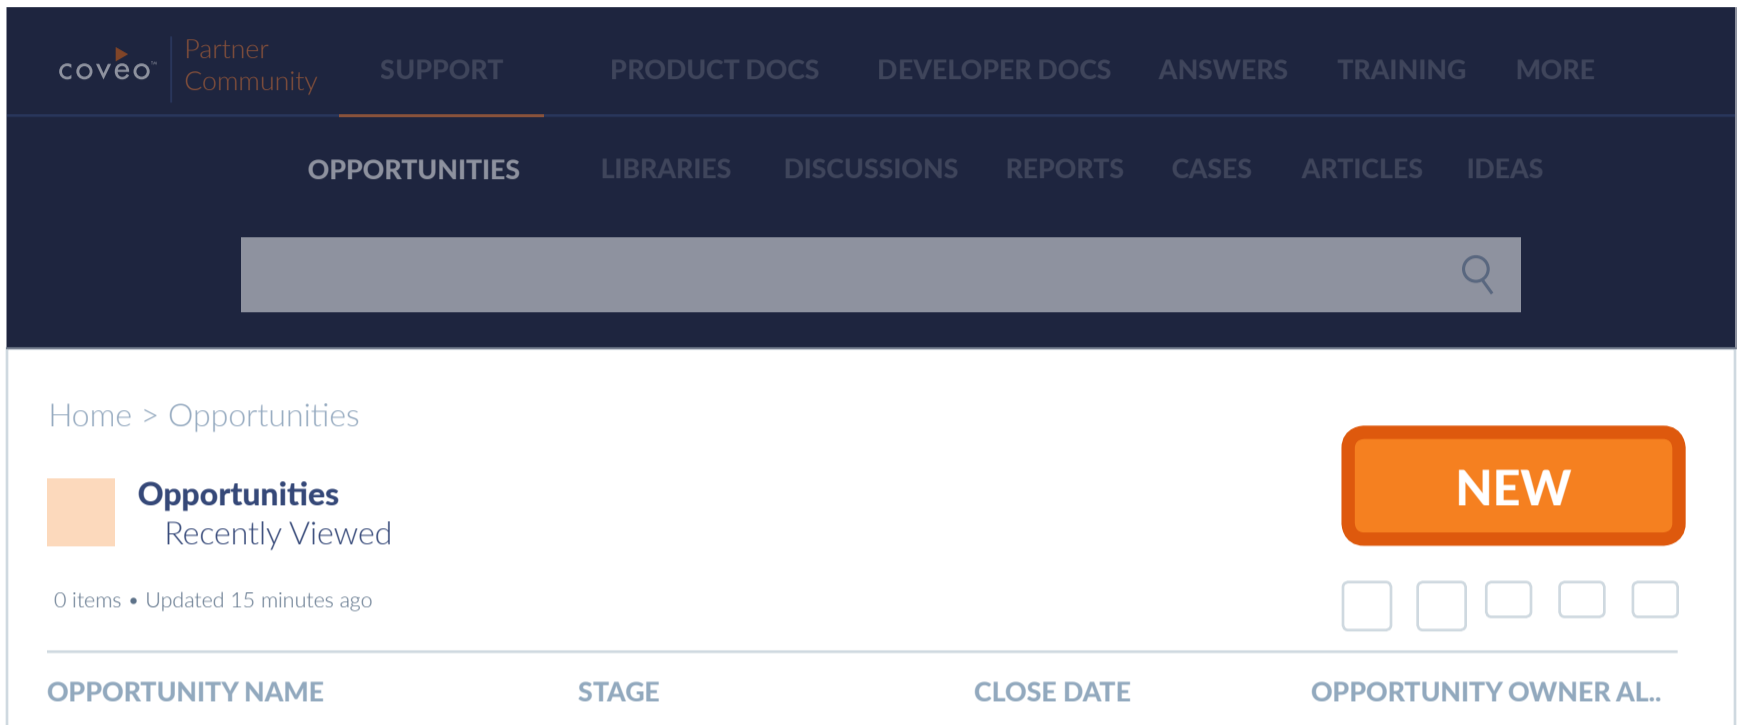 coveo™
Partner
Community
SUPPORT PRODUCT DOCS DEVELOPER DOCS ANSWERS TRAINING MORE
OPPORTUNITIES LIBRARIES DISCUSSIONS REPORTS CASES ARTICLES IDEAS
Home > Opportunities
NEW
Opportunities
Recently Viewed
0 items • Updated 15 minutes ago
OPPORTUNITY NAME STAGE CLOSE DATE OPPORTUNITY OWNER AL..